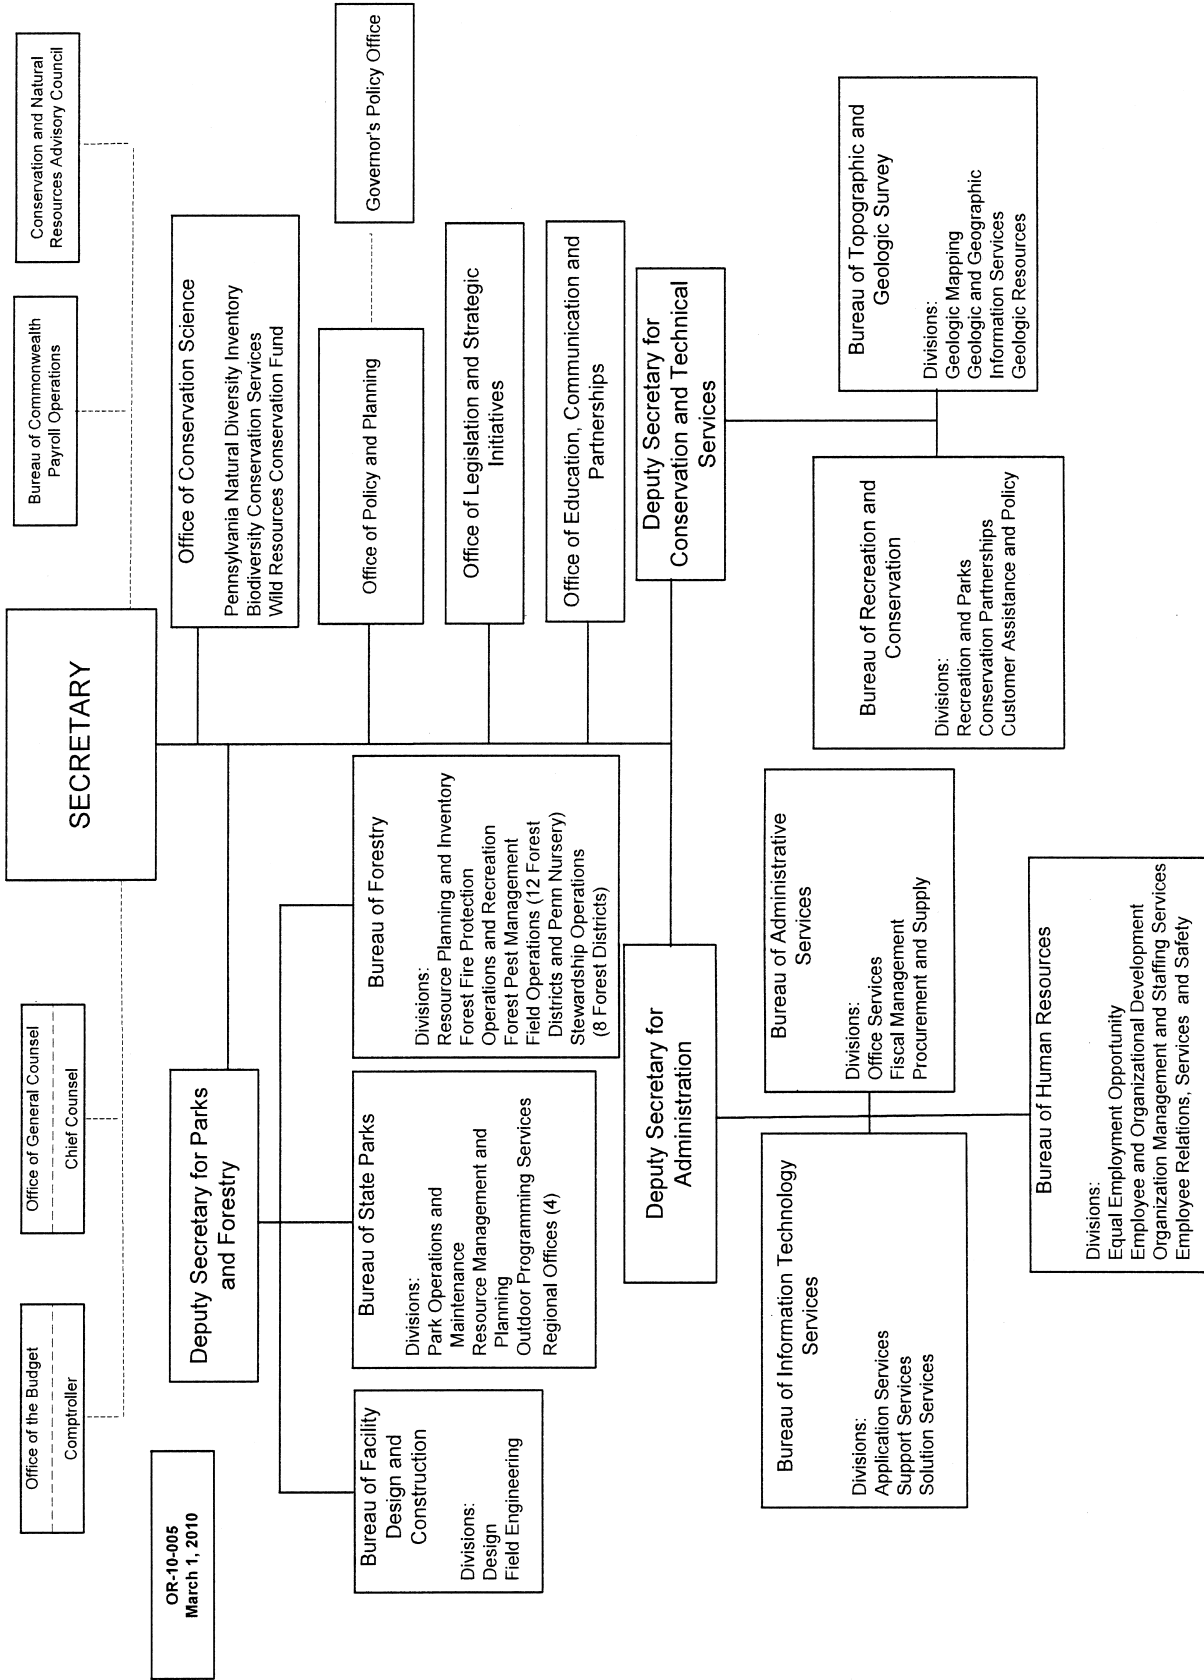 OR-10-005
March 1, 2010
Office of the Budget
Comptroller
Office of General Counsel
Chief Counsel
SECRETARY
Bureau of Commonwealth
Payroll Operations
Conservation and Natural
Resources Advisory Council
Deputy Secretary for Parks
and Forestry
Office of Conservation Science
Pennsylvania Natural Diversity Inventory
Biodiversity Conservation Services
Wild Resources Conservation Fund
Office of Policy and Planning
Governor's Policy Office
Office of Legislation and Strategic
Initiatives
Office of Education, Communication and
Partnerships
Bureau of Facility
Design and
Construction
Divisions:
Design
Field Engineering
Bureau of State Parks
Divisions:
Park Operations and
Maintenance
Resource Management and
Planning
Outdoor Programming Services
Regional Offices (4)
Bureau of Forestry
Divisions:
Resource Planning and Inventory
Forest Fire Protection
Operations and Recreation
Forest Pest Management
Field Operations (12 Forest
Districts and Penn Nursery)
Stewardship Operations
(8 Forest Districts)
Deputy Secretary for
Administration
Deputy Secretary for
Conservation and Technical
Services
Bureau of Information Technology
Services
Divisions:
Application Services
Support Services
Solution Services
Bureau of Administrative
Services
Divisions:
Office Services
Fiscal Management
Procurement and Supply
Bureau of Human Resources
Divisions:
Equal Employment Opportunity
Employee and Organizational Development
Organization Management and Staffing Services
Employee Relations, Services and Safety
Bureau of Recreation and
Conservation
Divisions:
Recreation and Parks
Conservation Partnerships
Customer Assistance and Policy
Bureau of Topographic and
Geologic Survey
Divisions:
Geologic Mapping
Geologic and Geographic
Information Services
Geologic Resources